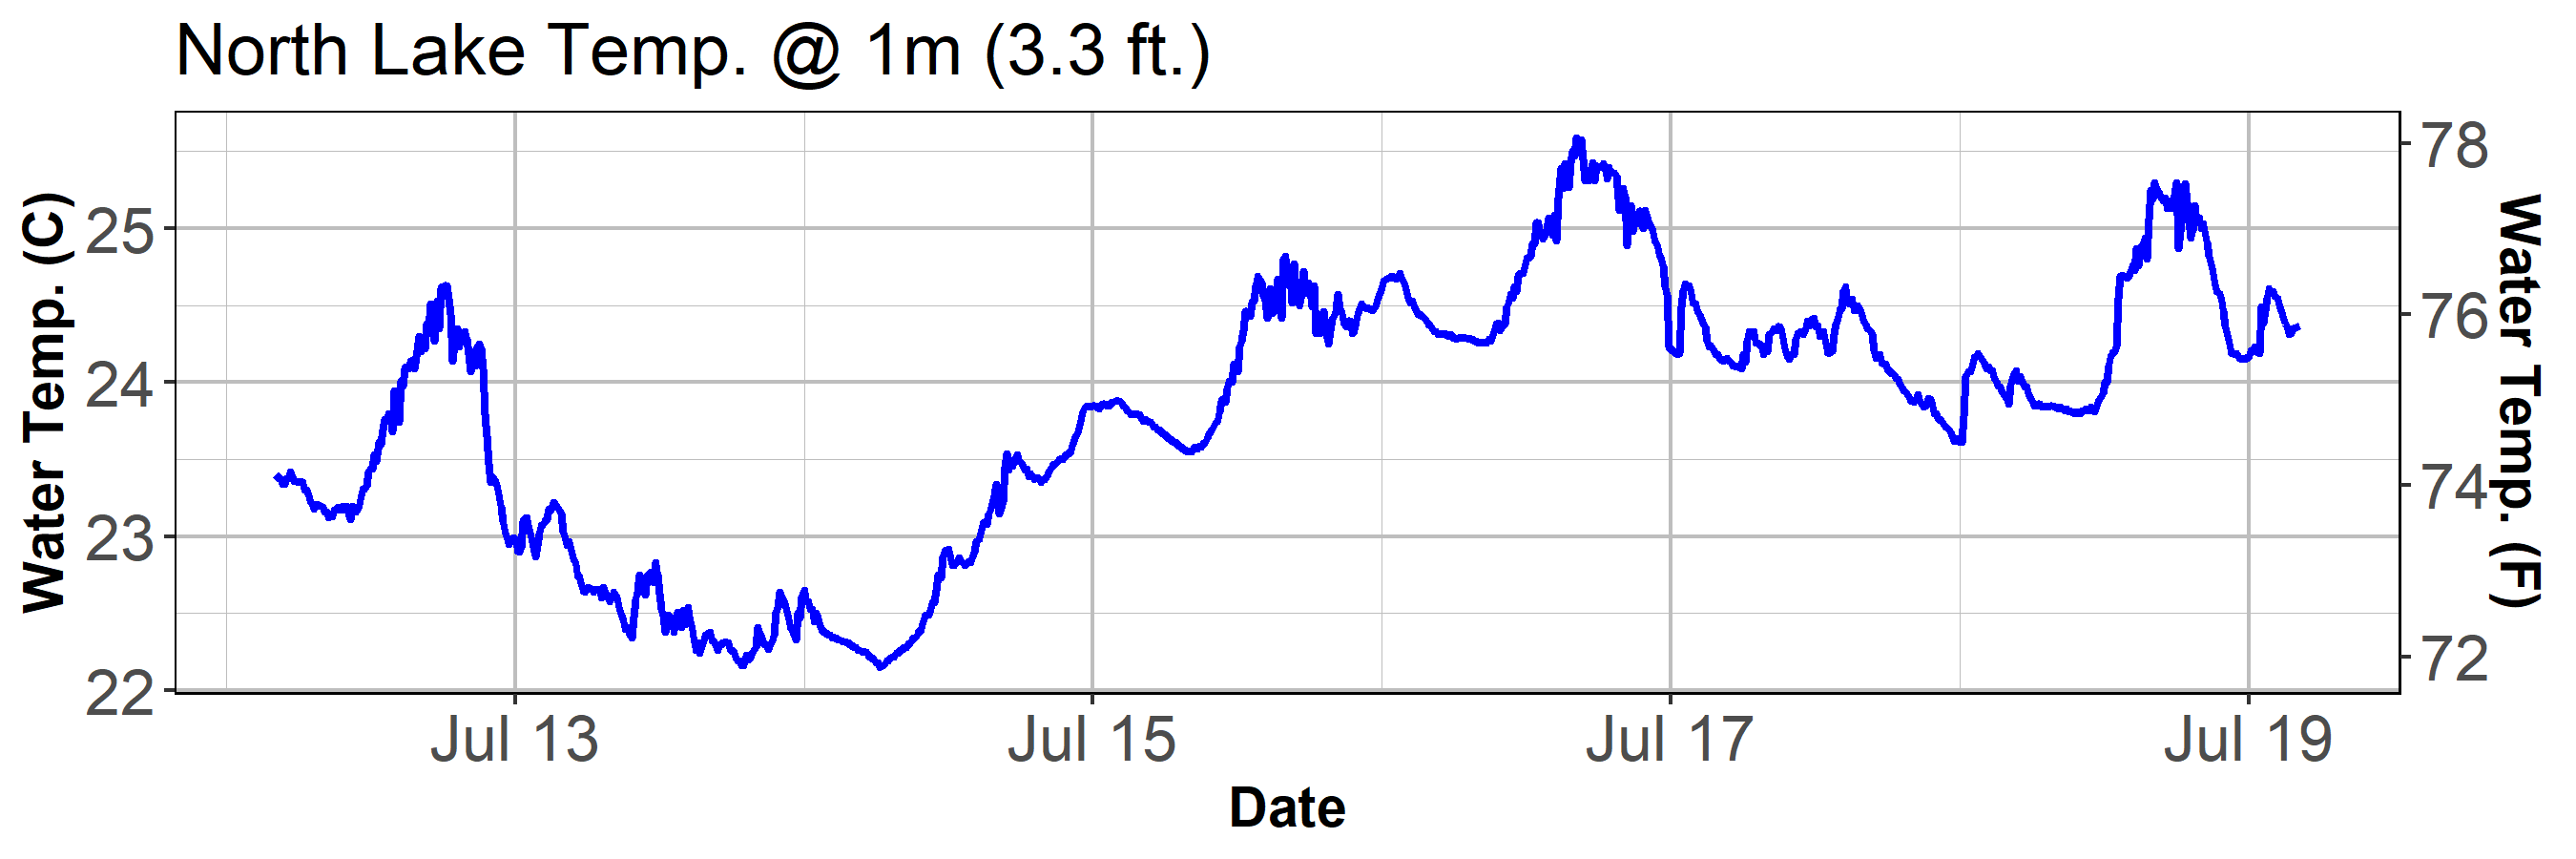 North Lake Temp. @ 1m (3.3 ft.)
Water Temp. (C)
25
24
23
22
78
76
74
72
Water Temp. (F)
Jul 13 Jul 15 Jul 17 Jul 19
Date